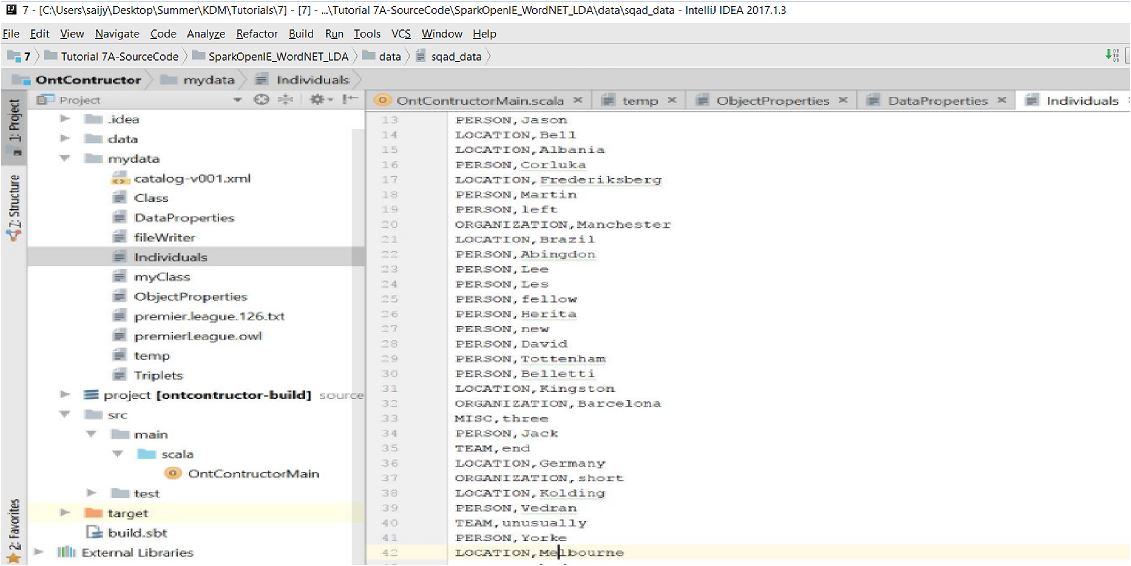 7 - [C:\Users\saijy\Desktop\Summer\KDM\Tutorials\7] - [7] - ...\Tutorial 7A-SourceCode\SparkOpenIE_WordNET_LDA\data\sqad_data - IntelliJ IDEA 2017.1.3
File Edit View Navigate Code Analyze Refactor Build Run Tools VCS Window Help
7 Tutorial 7A-SourceCode SparkOpenIE_WordNET_LDA data sqad_data
OntContructor mydata Individuals
Project OntContructorMain.scala temp ObjectProperties DataProperties Individuals
1: Project
Z: Structure
2: Favorites
.idea
data
mydata
catalog-v001.xml
Class
DataProperties
fileWriter
Individuals
myClass
ObjectProperties
premier.league.126.txt
premierLeague.owl
temp
Triplets
project [ontcontructor-build] source
src
main
scala
OntContructorMain
test
target
build.sbt
External Libraries
13 PERSON,Jason
14 LOCATION,Bell
15 LOCATION,Albania
16 PERSON,Corluka
17 LOCATION,Frederiksberg
18 PERSON,Martin
19 PERSON,left
20 ORGANIZATION,Manchester
21 LOCATION,Brazil
22 PERSON,Abingdon
23 PERSON,Lee
24 PERSON,Les
25 PERSON,fellow
26 PERSON,Herita
27 PERSON,new
28 PERSON,David
29 PERSON,Tottenham
30 PERSON,Belletti
31 LOCATION,Kingston
32 ORGANIZATION,Barcelona
33 MISC,three
34 PERSON,Jack
35 TEAM,end
36 LOCATION,Germany
37 ORGANIZATION,short
38 LOCATION,Kolding
39 PERSON,Vedran
40 TEAM,unusually
41 PERSON,Yorke
42 LOCATION,Melbourne